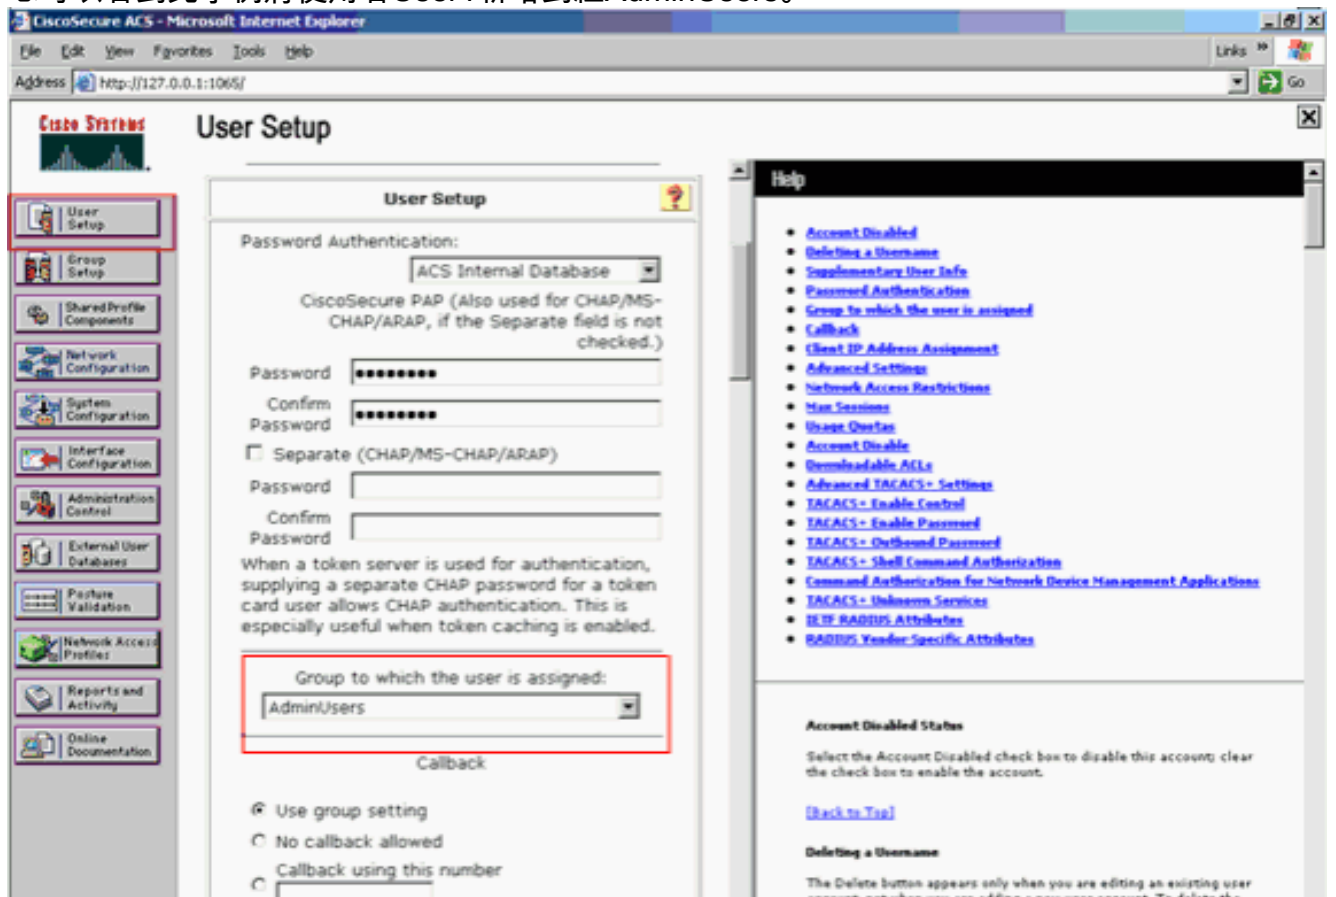 CiscoSecure ACS - Microsoft Internet Explorer
File Edit View Favorites Tools Help
Links »
Address http://127.0.0.1:1065/
Go
CISCO SYSTEMS
User Setup
User Setup
Group Setup
Shared Profile Components
Network Configuration
System Configuration
Interface Configuration
Administration Control
External User Databases
Posture Validation
Network Access Profiles
Reports and Activity
Online Documentation
User Setup
Password Authentication:
ACS Internal Database
CiscoSecure PAP (Also used for CHAP/MS-
CHAP/ARAP, if the Separate field is not
checked.)
Password ••••••••
Confirm
Password ••••••••
Separate (CHAP/MS-CHAP/ARAP)
Password
Confirm
Password
When a token server is used for authentication,
supplying a separate CHAP password for a token
card user allows CHAP authentication. This is
especially useful when token caching is enabled.
Group to which the user is assigned:
AdminUsers
Callback
Use group setting
No callback allowed
Callback using this number
Help
Account Disabled
Deleting a Username
Supplementary User Info
Password Authentication
Group to which the user is assigned
Callback
Client IP Address Assignment
Advanced Settings
Network Access Restrictions
Max Sessions
Usage Quotas
Account Disable
Downloadable ACLs
Advanced TACACS+ Settings
TACACS+ Enable Control
TACACS+ Enable Password
TACACS+ Outbound Password
TACACS+ Shell Command Authorization
Command Authorization for Network Device Management Applications
TACACS+ Unknown Services
IETF RADIUS Attributes
RADIUS Vendor-Specific Attributes
Account Disabled Status
Select the Account Disabled check box to disable this account; clear
the check box to enable the account.
[Back to Top]
Deleting a Username
The Delete button appears only when you are editing an existing user